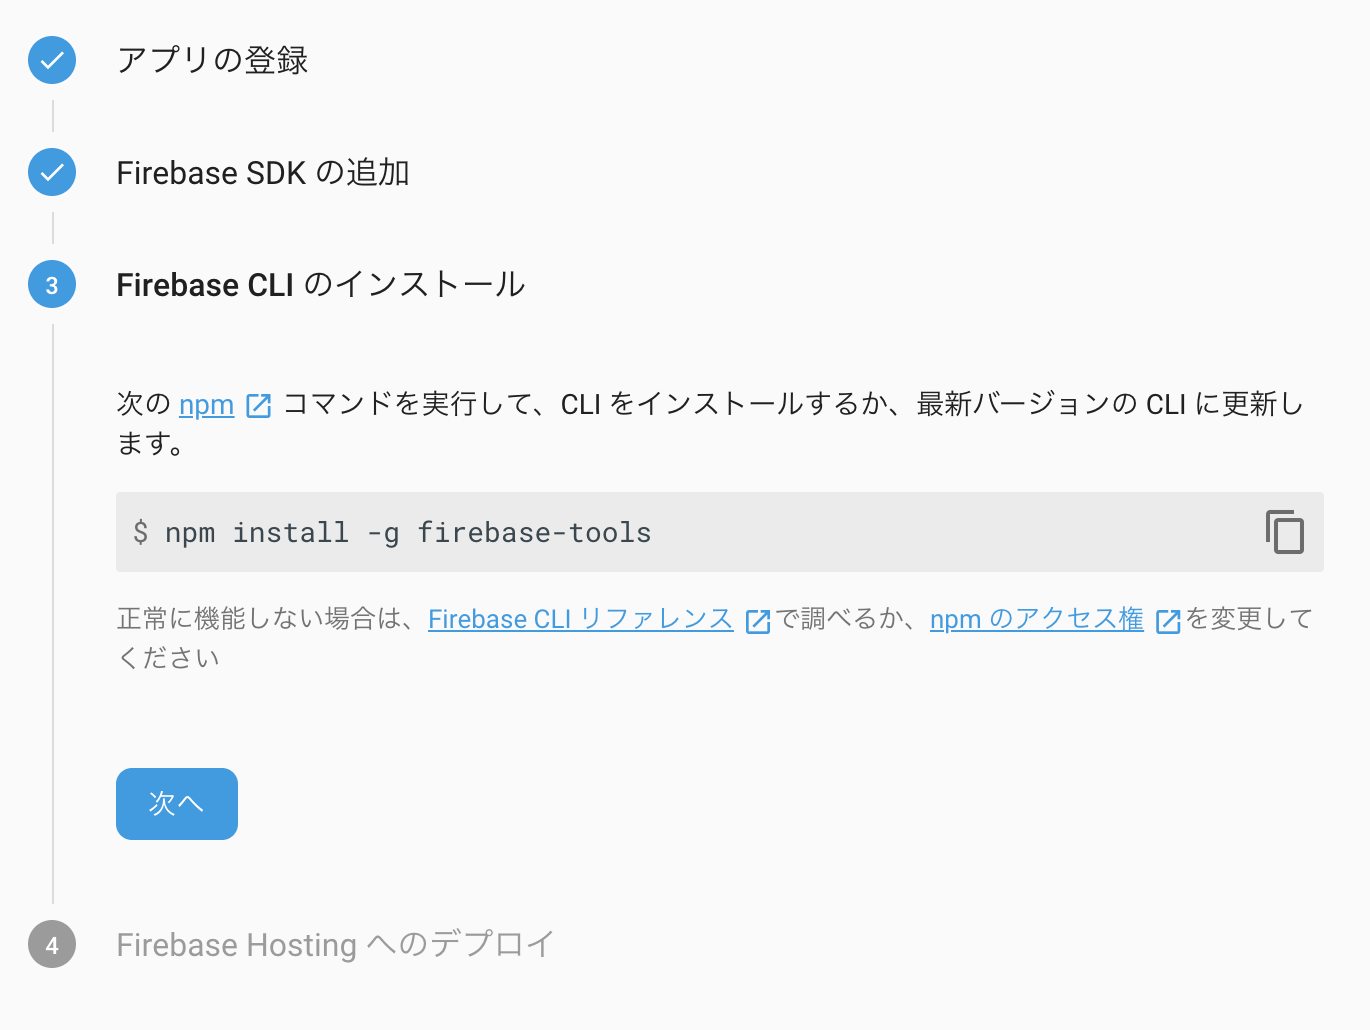 アプリの登録
Firebase SDK の追加
3 Firebase CLI のインストール
次の npm コマンドを実行して、CLI をインストールするか、最新バージョンの CLI に更新し
ます。
$ npm install -g firebase-tools
正常に機能しない場合は、Firebase CLI リファレンス で調べるか、npm のアクセス権 を変更して
ください
次へ
4 Firebase Hosting へのデプロイ